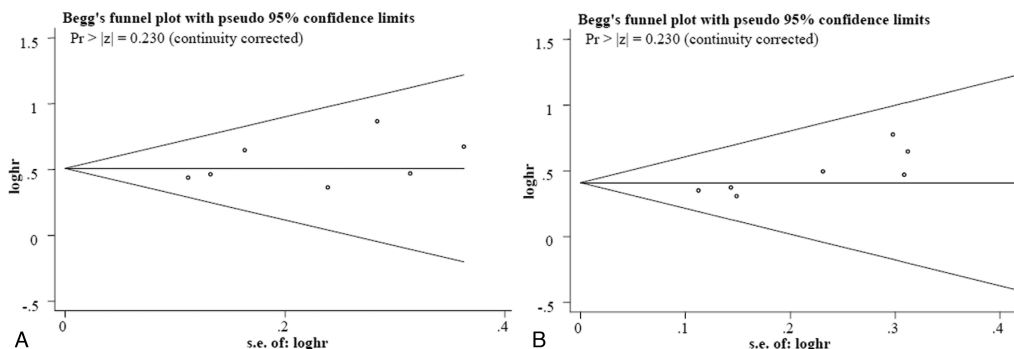 Begg's funnel plot with pseudo 95% confidence limits
Pr > |z| = 0.230 (continuity corrected)
1.5
1
.5
0
-.5
loghr
0
.2
.4
s.e. of: loghr
A
Begg's funnel plot with pseudo 95% confidence limits
Pr > |z| = 0.230 (continuity corrected)
1.5
1
.5
0
-.5
loghr
0
.1
.2
.3
.4
s.e. of: loghr
B